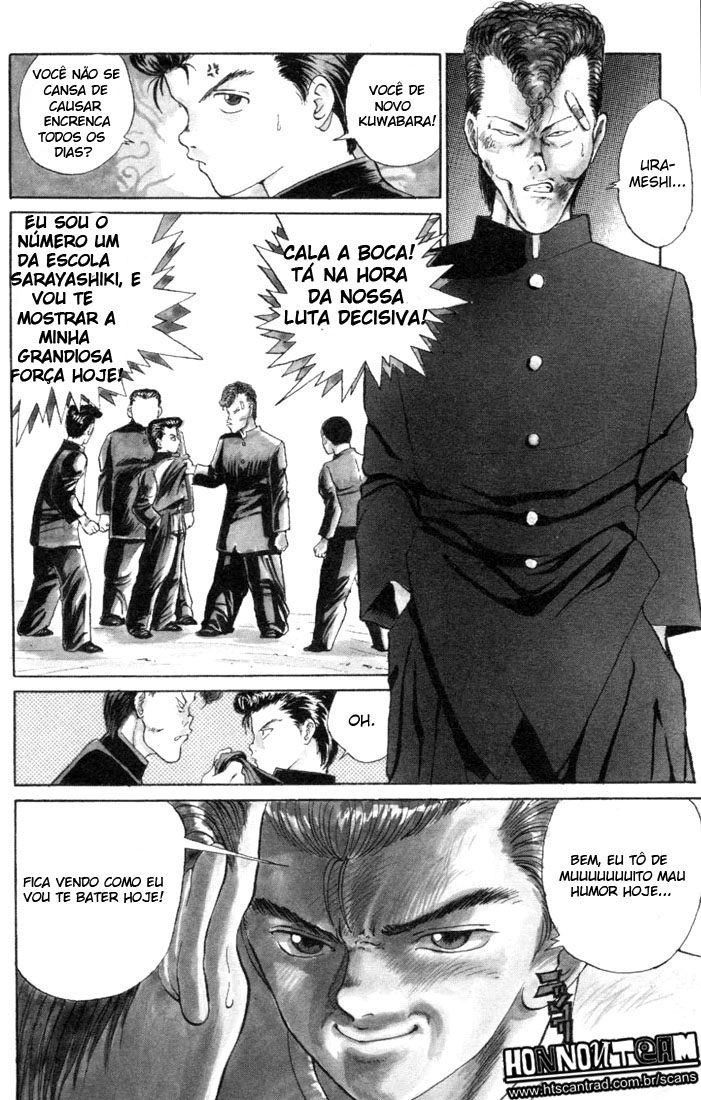 URA-
MESHI...
VOCÊ DE
NOVO
KUWABARA!
VOCÊ NÃO SE
CANSA DE
CAUSAR
ENCRENCA
TODOS OS
DIAS?
CALA A BOCA!
TÁ NA HORA
DA NOSSA
LUTA DECISIVA!
EU SOU O
NÚMERO UM
DA ESCOLA
SARAYASHIKI, E
VOU TE
MOSTRAR A
MINHA
GRANDIOSA
FORÇA HOJE!
OH.
BEM, EU TÔ DE
MUUUUUUUITO MAU
HUMOR HOJE...
FICA VENDO COMO EU
VOU TE BATER HOJE!
HONNOUTEAM
www.htscantrad.com.br/scans